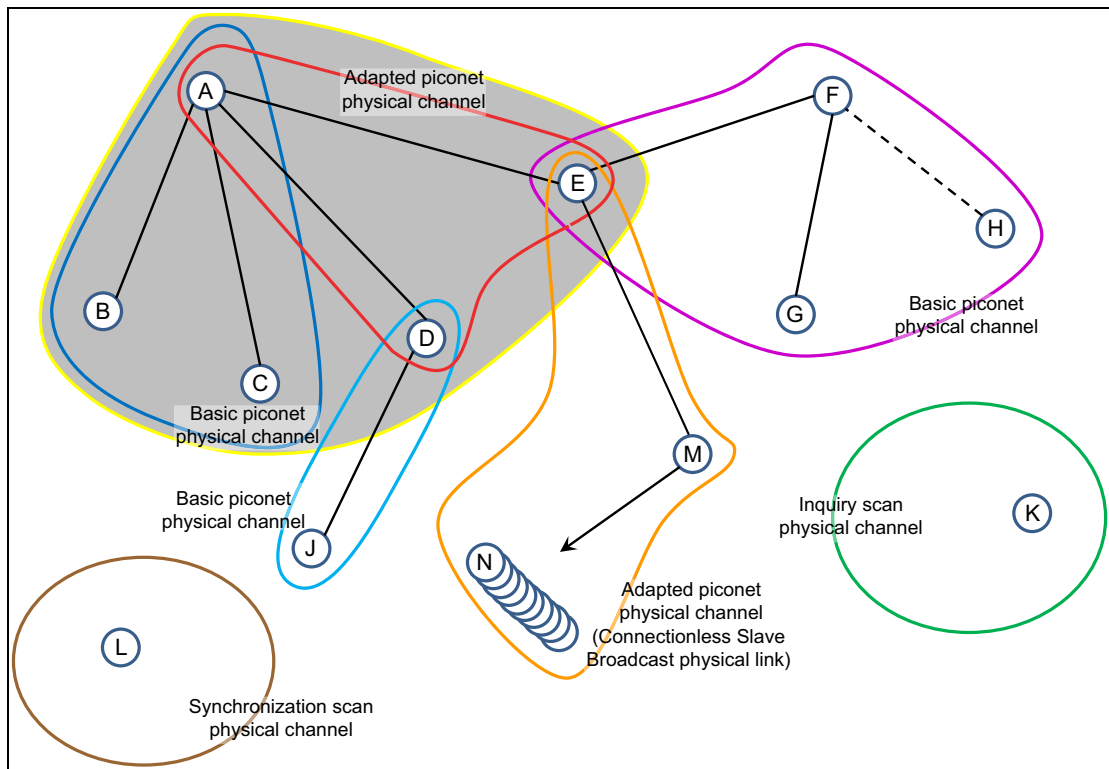 Adapted piconet
physical channel
A
F
E
H
B
G
Basic piconet
physical channel
D
C
Basic piconet
physical channel
M
Basic piconet
physical channel
Inquiry scan
physical channel
K
J
N
Adapted piconet
physical channel
(Connectionless Slave
Broadcast physical link)
L
Synchronization scan
physical channel